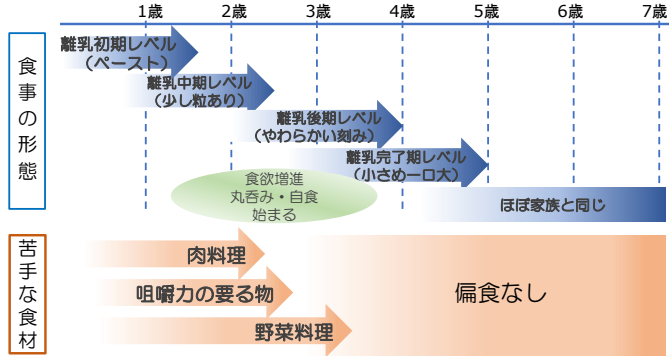 1歳 2歳 3歳 4歳 5歳 6歳 7歳
食事の形態
離乳初期レベル
(ペースト)
離乳中期レベル
(少し粒あり)
離乳後期レベル
(やわらかい刻み)
離乳完了期レベル
(小さめ一口大)
食欲増進
丸呑み・自食
始まる
ほぼ家族と同じ
苦手な食材
肉料理
咀嚼力の要る物
野菜料理
偏食なし